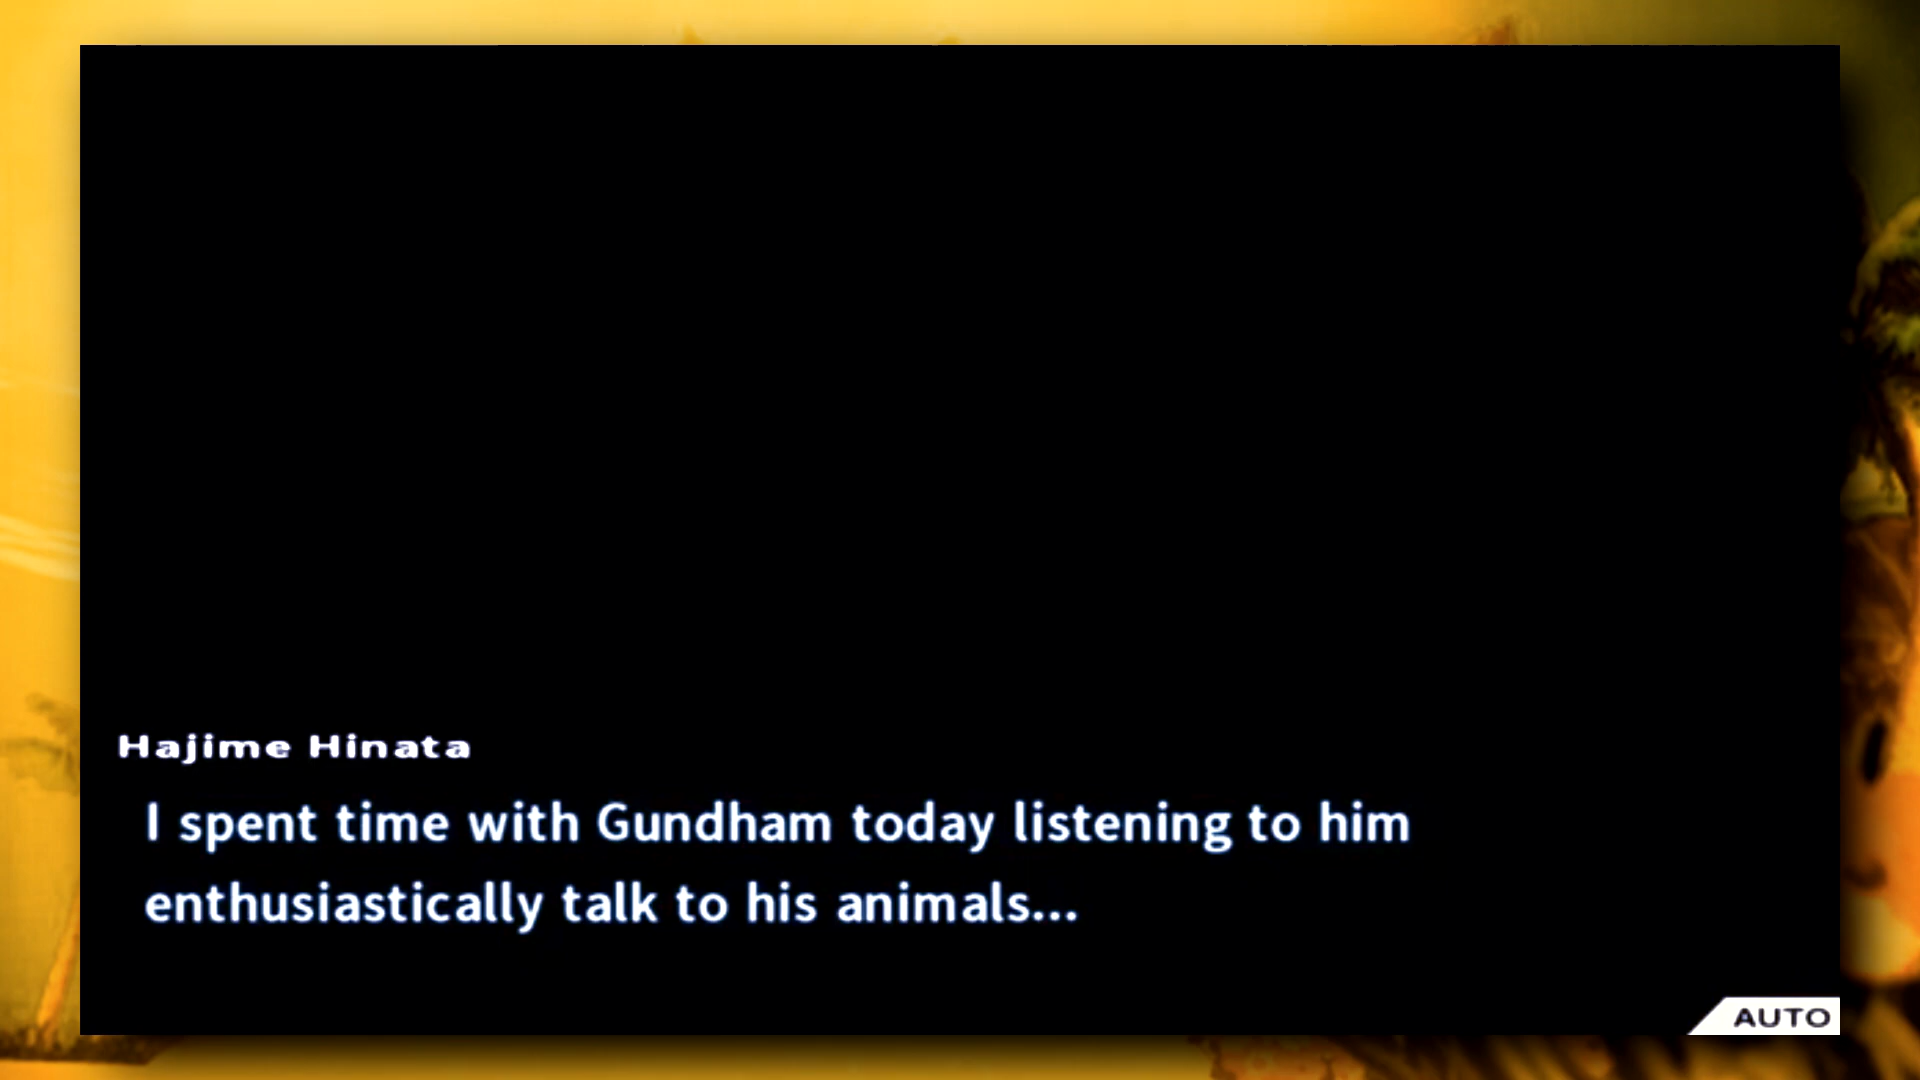 Hajime Hinata
I spent time with Gundham today listening to him
enthusiastically talk to his animals...
AUTO